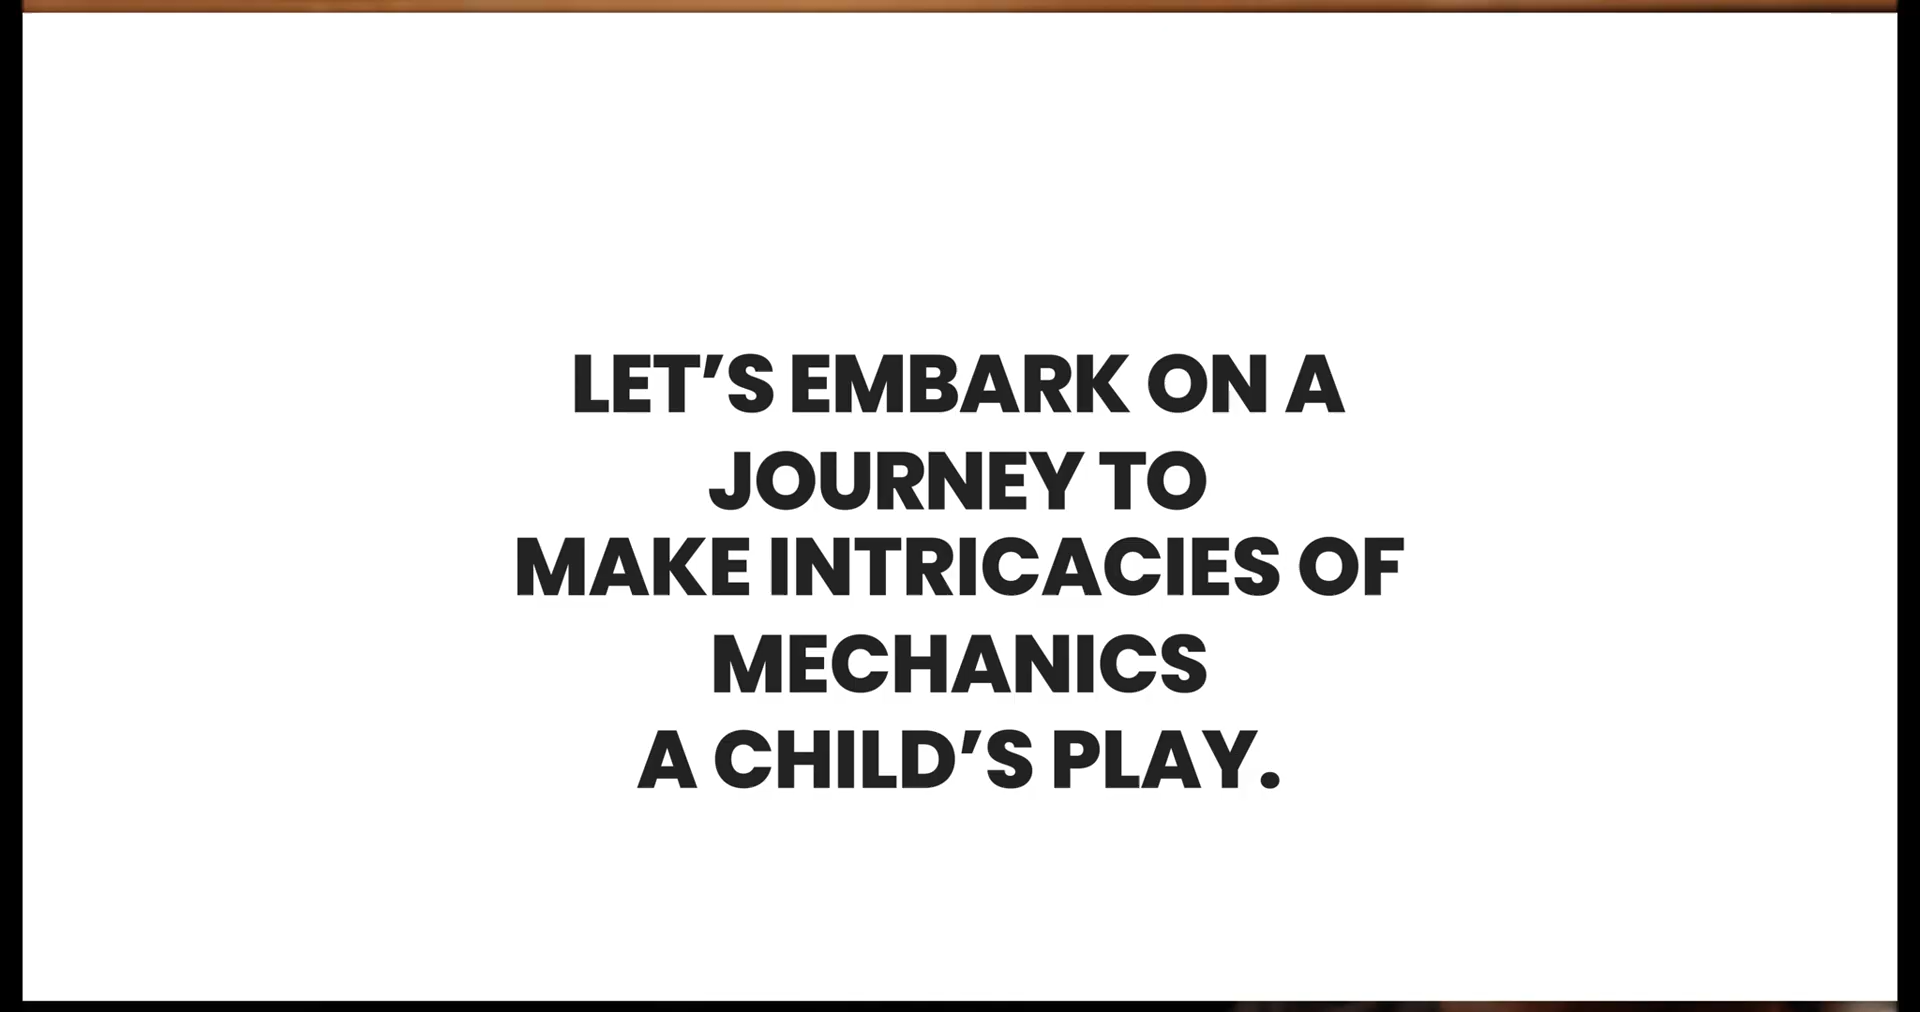 LET’S EMBARK ON A
JOURNEY TO
MAKE INTRICACIES OF
MECHANICS
A CHILD’S PLAY.